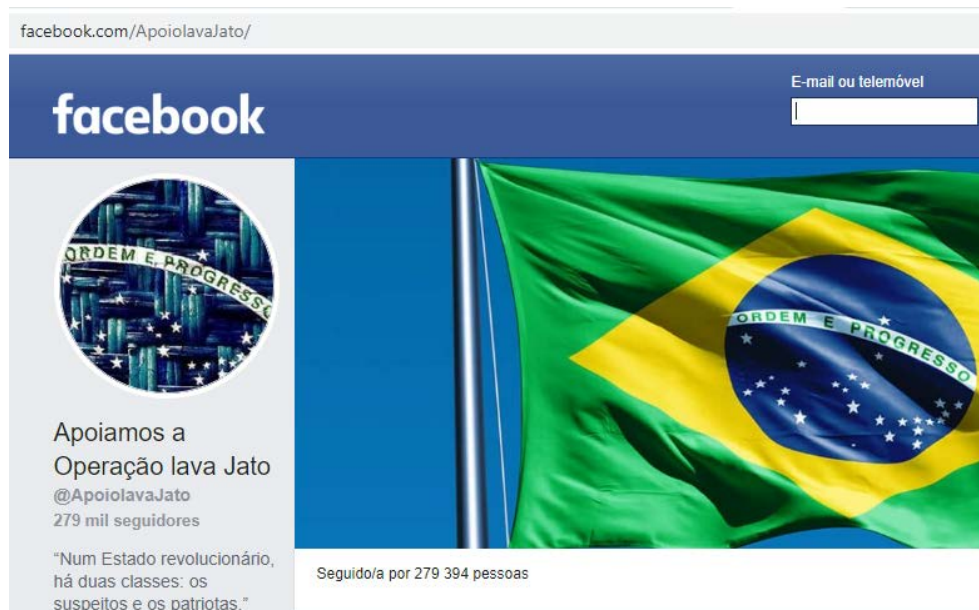 facebook.com/ApoiolavaJato/
facebook
E-mail ou telemóvel
ORDEM E PROGRESSO
ORDEM E PROGRESSO
Apoiamos a
Operação lava Jato
@ApoiolavaJato
279 mil seguidores
“Num Estado revolucionário,
há duas classes: os
suspeitos e os patriotas.”
Seguido/a por 279 394 pessoas